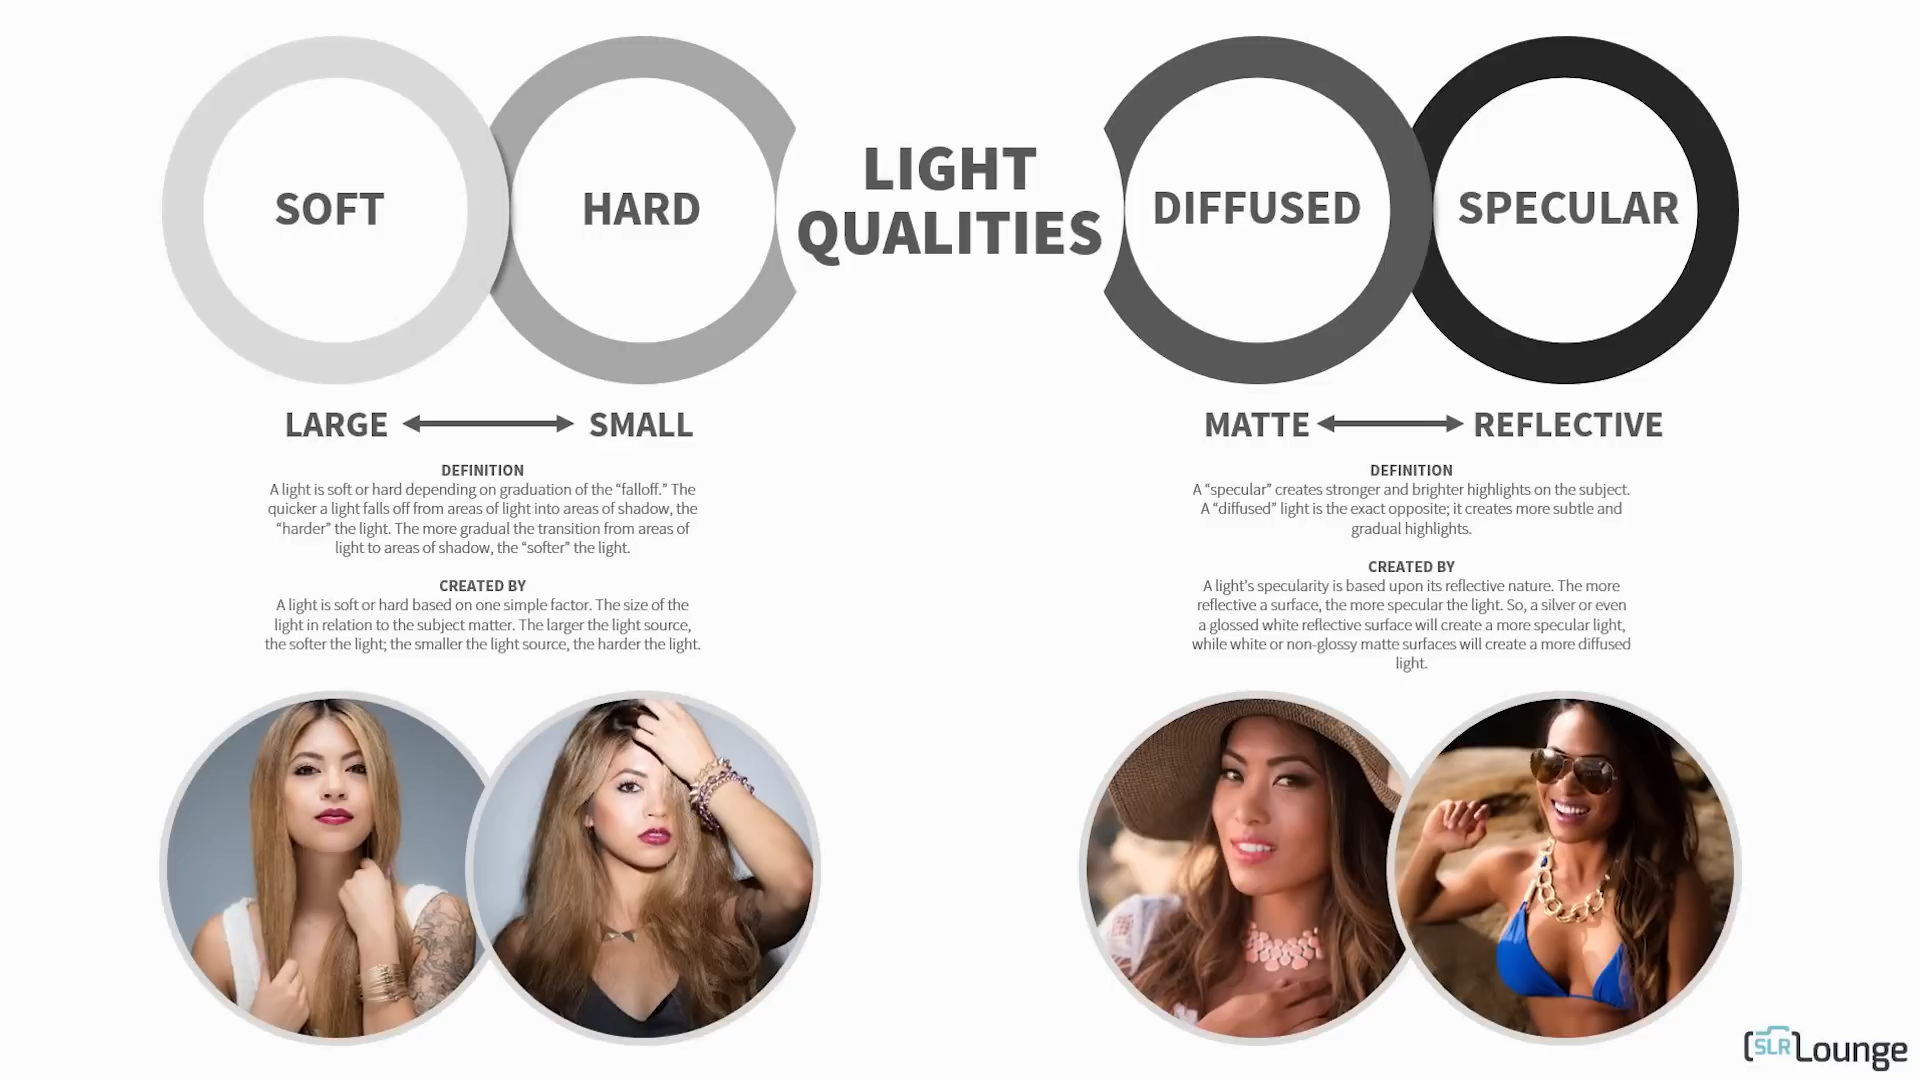 SOFT
HARD
LIGHT
QUALITIES
DIFFUSED
SPECULAR
LARGE
SMALL
DEFINITION
A light is soft or hard depending on graduation of the “falloff.” The
quicker a light falls off from areas of light into areas of shadow, the
“harder” the light. The more gradual the transition from areas of
light to areas of shadow, the “softer” the light.
CREATED BY
A light is soft or hard based on one simple factor. The size of the
light in relation to the subject matter. The larger the light source,
the softer the light; the smaller the light source, the harder the light.
MATTE
REFLECTIVE
DEFINITION
A “specular” creates stronger and brighter highlights on the subject.
A “diffused” light is the exact opposite; it creates more subtle and
gradual highlights.
CREATED BY
A light’s specularity is based upon its reflective nature. The more
reflective a surface, the more specular the light. So, a silver or even
a glossed white reflective surface will create a more specular light,
while white or non-glossy matte surfaces will create a more diffused
light.
SLR Lounge